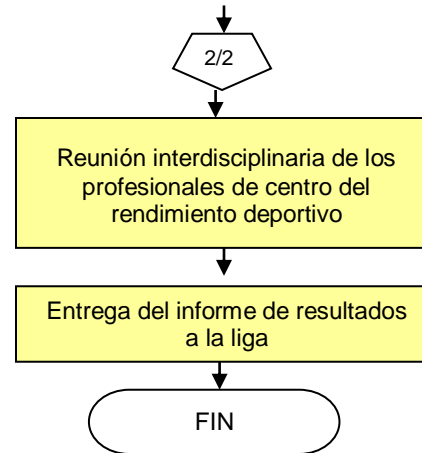 2/2
Reunión interdisciplinaria de los
profesionales de centro del
rendimiento deportivo
Entrega del informe de resultados
a la liga
FIN